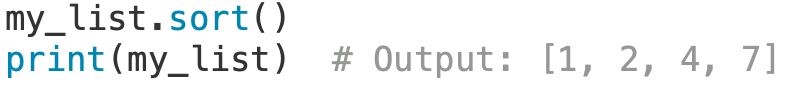 my_list.sort()
print(my_list)  # Output: [1, 2, 4, 7]